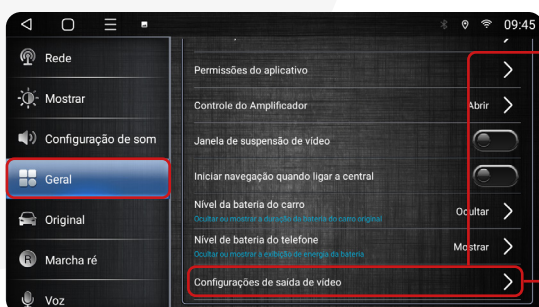 09:45
Rede
Mostrar
Configuração de som
Geral
Original
Marcha ré
Voz
Permissões do aplicativo
Controle do Amplificador Abrir
Janela de suspensão de vídeo
Iniciar navegação quando ligar a central
Nível da bateria do carro Ocultar
Ocultar ou mostrar a duração da bateria do carro original
Nível de bateria do telefone Mostrar
Ocultar ou mostrar a exibição de energia da bateria
Configurações de saída de vídeo